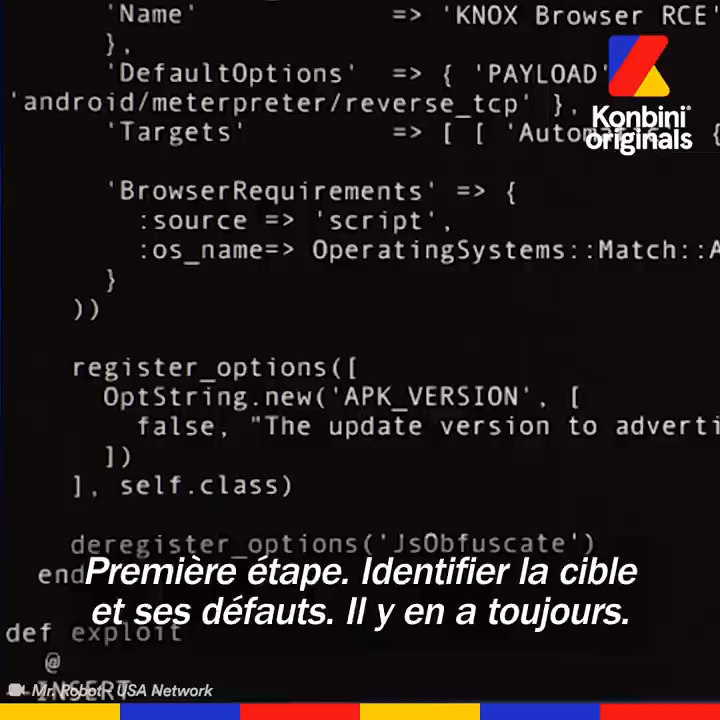 'Name' => 'KNOX Browser RCE'
},
'DefaultOptions' => { 'PAYLOAD'
'android/meterpreter/reverse_tcp' },
Konbini
originals
'Targets' => [ [ 'Autom {
'BrowserRequirements' => {
:source => 'script',
:os_name=> OperatingSystems::Match::A
}
))
register_options([
OptString.new('APK_VERSION', [
false, "The update version to adverti
])
], self.class)
deregister_options('JsObfuscate')
end
Première étape. Identifier la cible
et ses défauts. Il y en a toujours.
def exploit
@
-- INSERT
Mr. Robot - USA Network